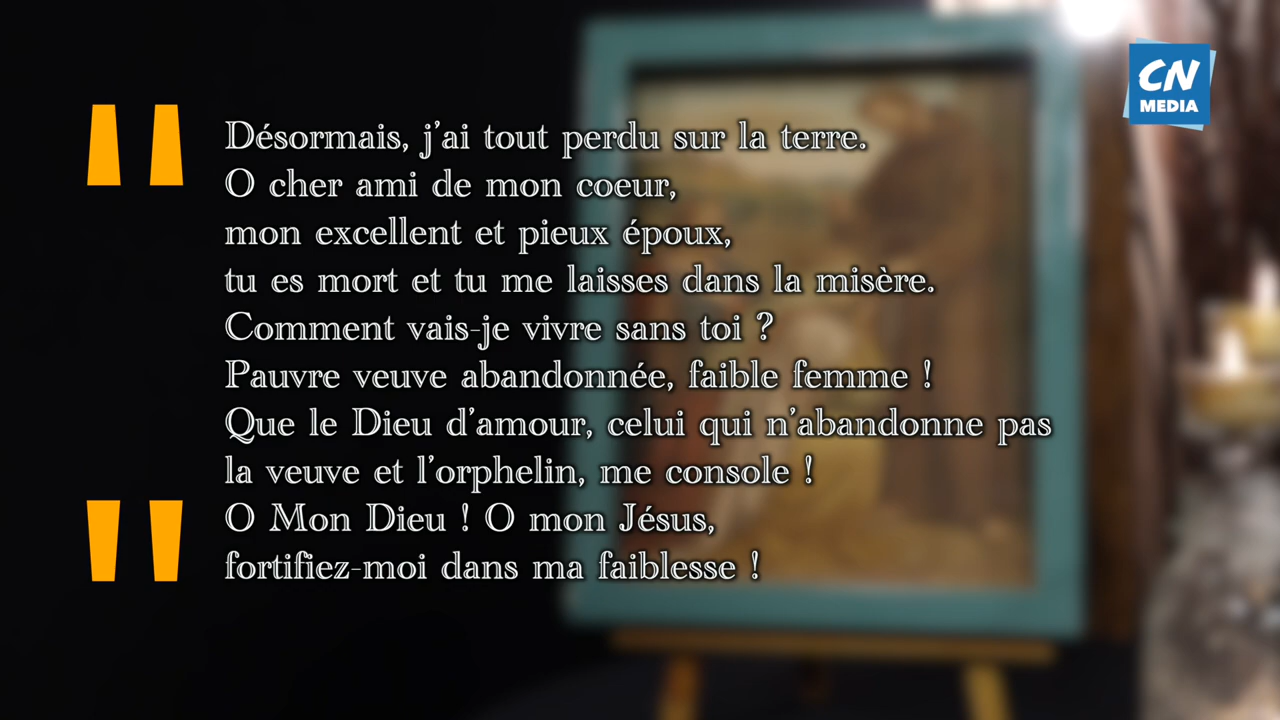 CN
MEDIA
Désormais, j'ai tout perdu sur la terre.
O cher ami de mon coeur,
mon excellent et pieux époux,
tu es mort et tu me laisses dans la misère.
Comment vais-je vivre sans toi ?
Pauvre veuve abandonnée, faible femme !
Que le Dieu d'amour, celui qui n'abandonne pas
la veuve et l'orphelin, me console !
O Mon Dieu ! O mon Jésus,
fortifiez-moi dans ma faiblesse !